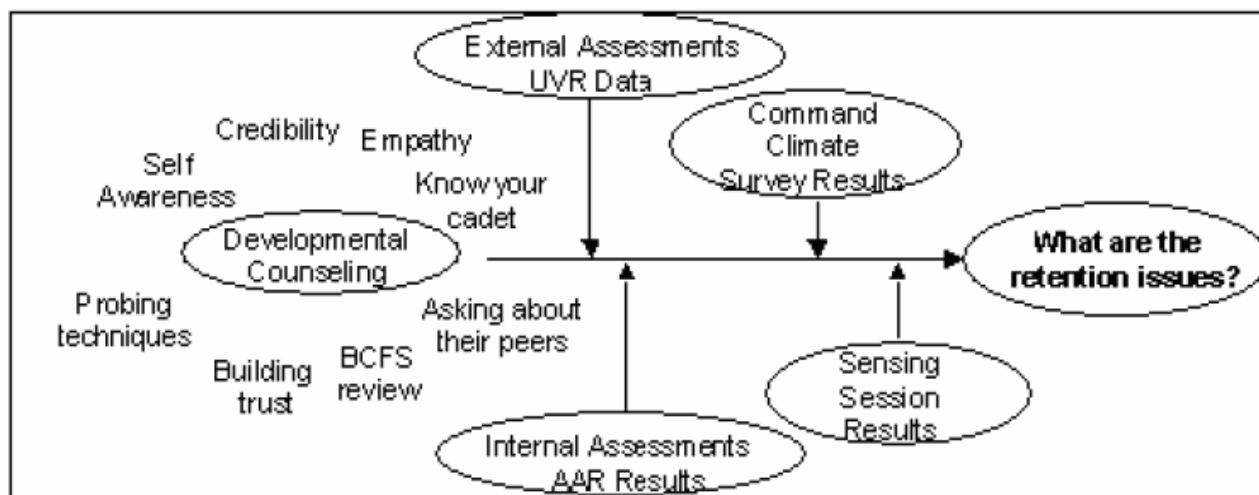 External Assessments
UVR Data
Command
Climate
Survey Results
Credibility
Empathy
Self
Awareness
Know your
cadet
Developmental
Counseling
What are the
retention issues?
Probing
techniques
Asking about
their peers
Building
trust
BCFS
review
Sensing
Session
Results
Internal Assessments
AAR Results